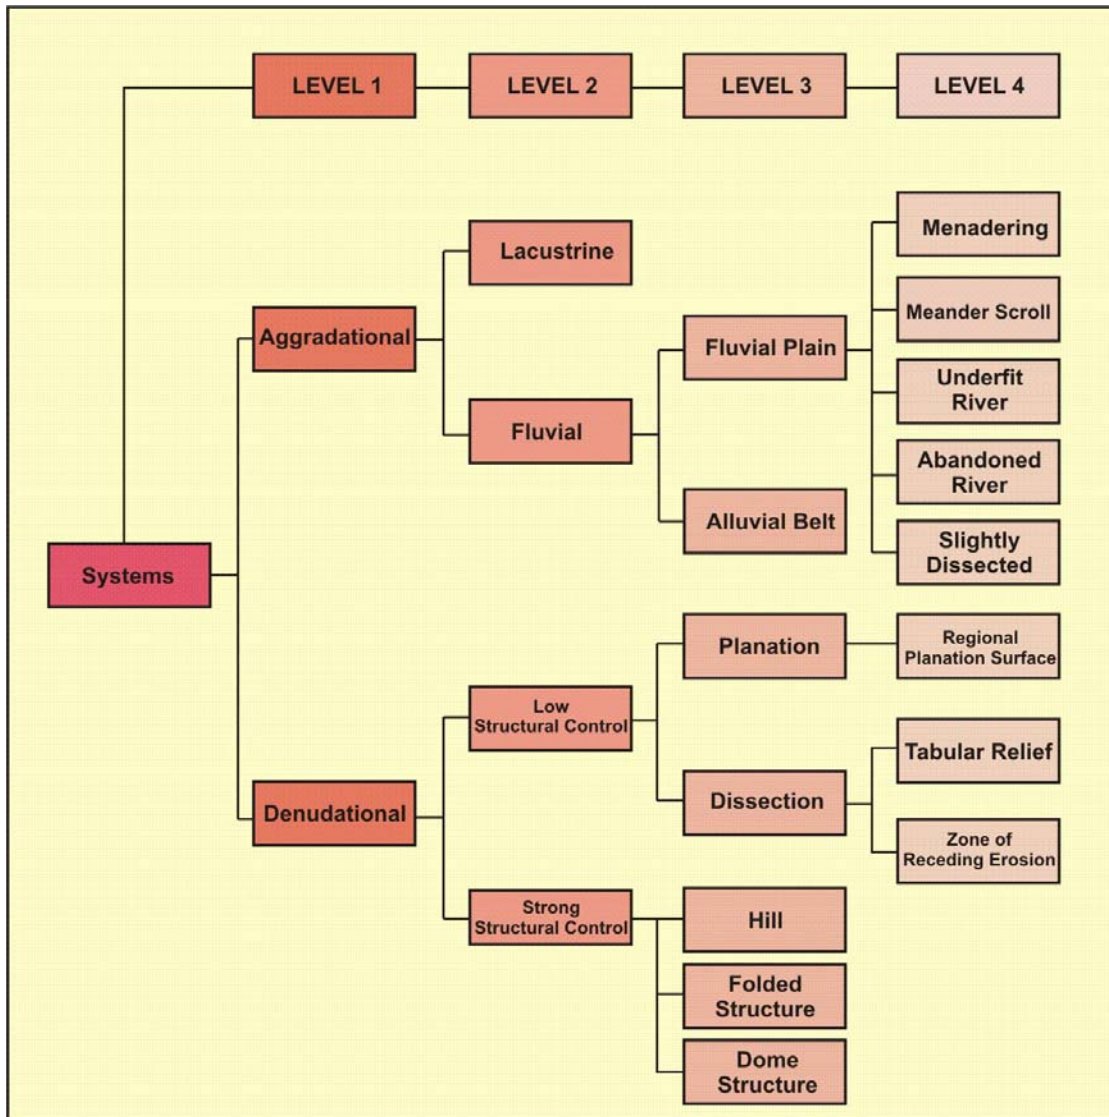 LEVEL 1
LEVEL 2
LEVEL 3
LEVEL 4
Systems
Aggradational
Lacustrine
Fluvial
Fluvial Plain
Menadering
Meander Scroll
Underfit
River
Abandoned
River
Slightly
Dissected
Alluvial Belt
Denudational
Low
Structural Control
Planation
Regional
Planation Surface
Dissection
Tabular Relief
Zone of
Receding Erosion
Strong
Structural Control
Hill
Folded
Structure
Dome
Structure